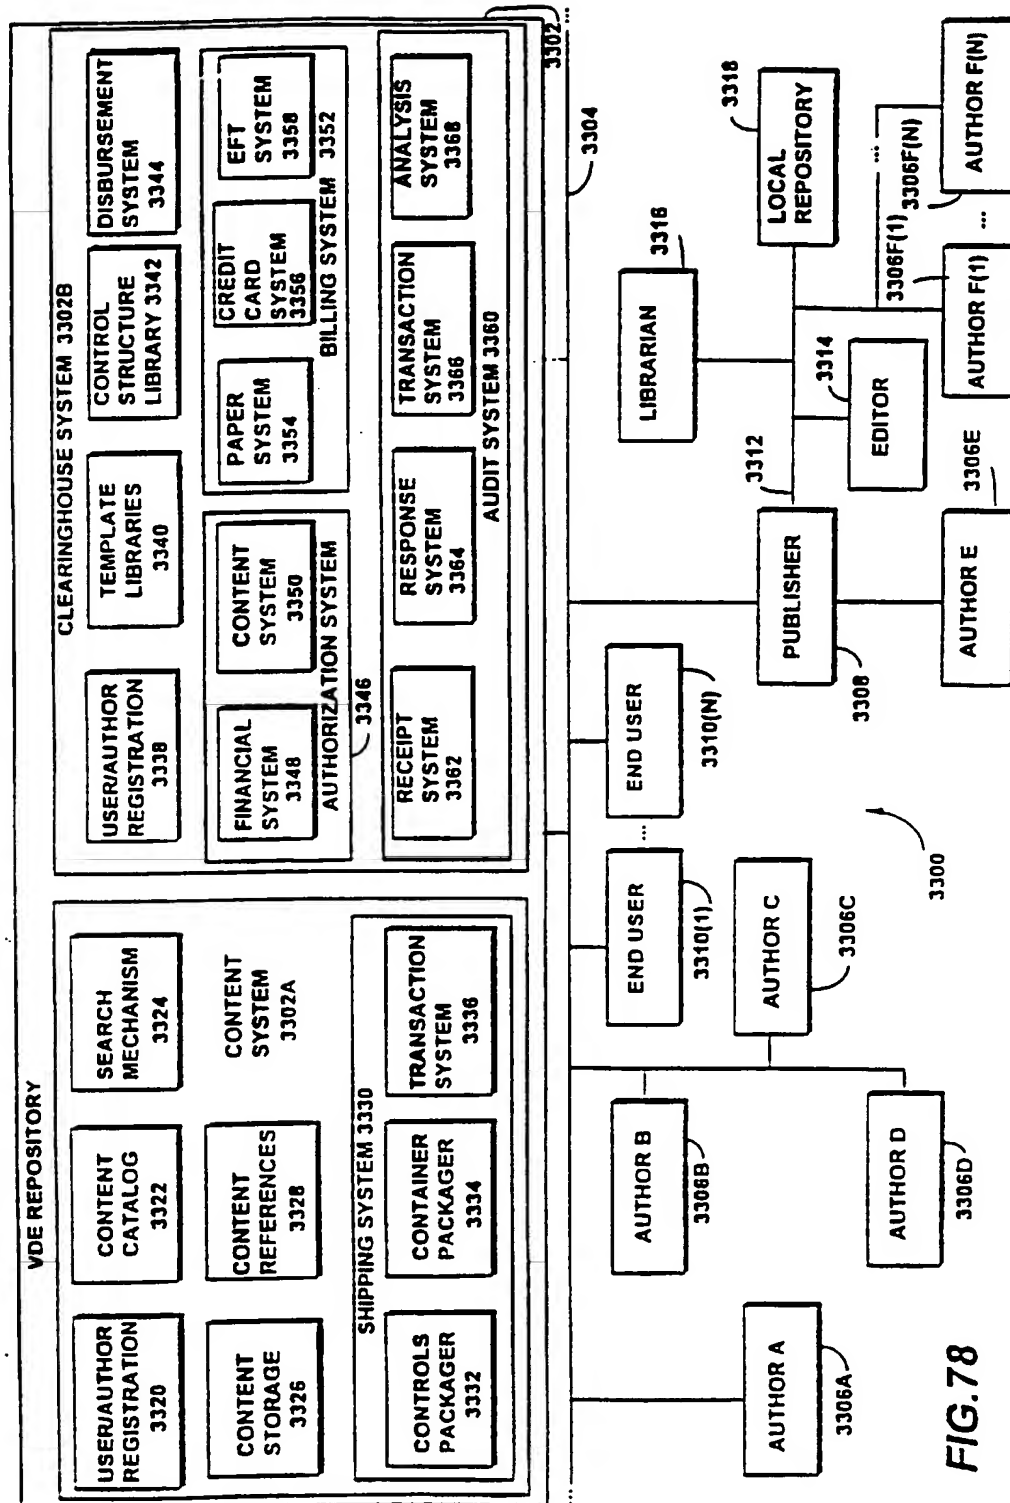 VDE REPOSITORY
USER/AUTHOR
REGISTRATION
3320
CONTENT
CATALOG
3322
SEARCH
MECHANISM
3324
CONTENT
STORAGE
3326
CONTENT
REFERENCES
3328
CONTENT
SYSTEM
3302A
SHIPPING SYSTEM 3330
CONTROLS
PACKAGER
3332
CONTAINER
PACKAGER
3334
TRANSACTION
SYSTEM
3336
CLEARINGHOUSE SYSTEM 3302B
USER/AUTHOR
REGISTRATION
3338
TEMPLATE
LIBRARIES
3340
CONTROL
STRUCTURE
LIBRARY 3342
DISBURSEMENT
SYSTEM
3344
FINANCIAL
SYSTEM
3348
CONTENT
SYSTEM
3350
AUTHORIZATION SYSTEM
3346
PAPER
SYSTEM
3354
CREDIT
CARD
SYSTEM
3356
EFT
SYSTEM
3358
BILLING SYSTEM 3352
RECEIPT
SYSTEM
3362
RESPONSE
SYSTEM
3364
TRANSACTION
SYSTEM
3366
ANALYSIS
SYSTEM
3368
AUDIT SYSTEM 3360
3302
3304
AUTHOR A
3306A
AUTHOR B
3306B
AUTHOR C
3306C
AUTHOR D
3306D
END USER
3310(1)
...
END USER
3310(N)
PUBLISHER
3308
3312
AUTHOR E
3306E
LIBRARIAN
3316
EDITOR
3314
LOCAL
REPOSITORY
3318
AUTHOR F(1)
3306F(1)
...
AUTHOR F(N)
3306F(N)
...
3300
FIG.78